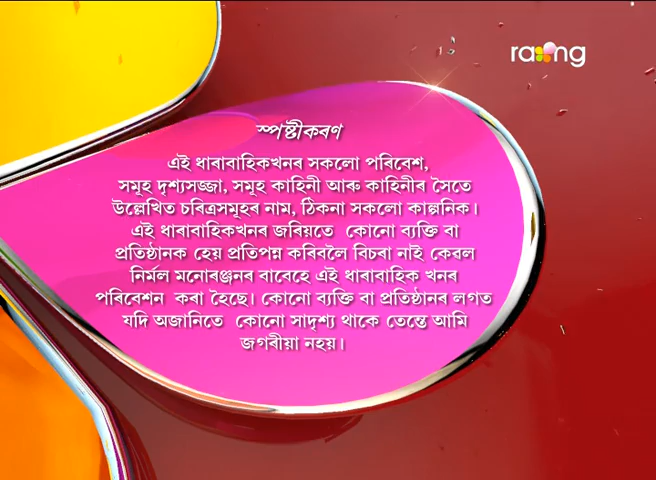 rang
স্পষ্টীকৰণ
এই ধাৰাবাহিকখনৰ সকলো পৰিবেশ,
সমূহ দৃশ্যসজ্জা, সমূহ কাহিনী আৰু কাহিনীৰ সৈতে
উল্লেখিত চৰিত্ৰসমূহৰ নাম, ঠিকনা সকলো কাল্পনিক।
এই ধাৰাবাহিকখনৰ জৰিয়তে কোনো ব্যক্তি বা
প্ৰতিষ্ঠানক হেয় প্ৰতিপন্ন কৰিবলৈ বিচৰা নাই কেৱল
নিৰ্মল মনোৰঞ্জনৰ বাবেহে এই ধাৰাবাহিক খনৰ
পৰিবেশন কৰা হৈছে। কোনো ব্যক্তি বা প্ৰতিষ্ঠানৰ লগত
যদি অজানিতে কোনো সাদৃশ্য থাকে তেন্তে আমি
জগৰীয়া নহয়।